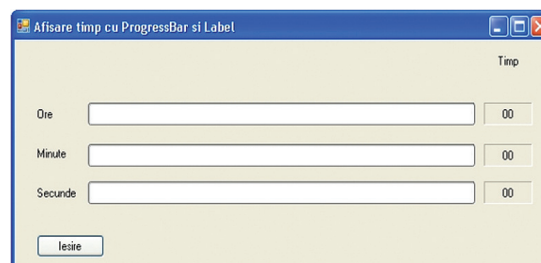 Afisare timp cu ProgressBar si Label
Timp
Ore 00
Minute 00
Secunde 00
Iesire